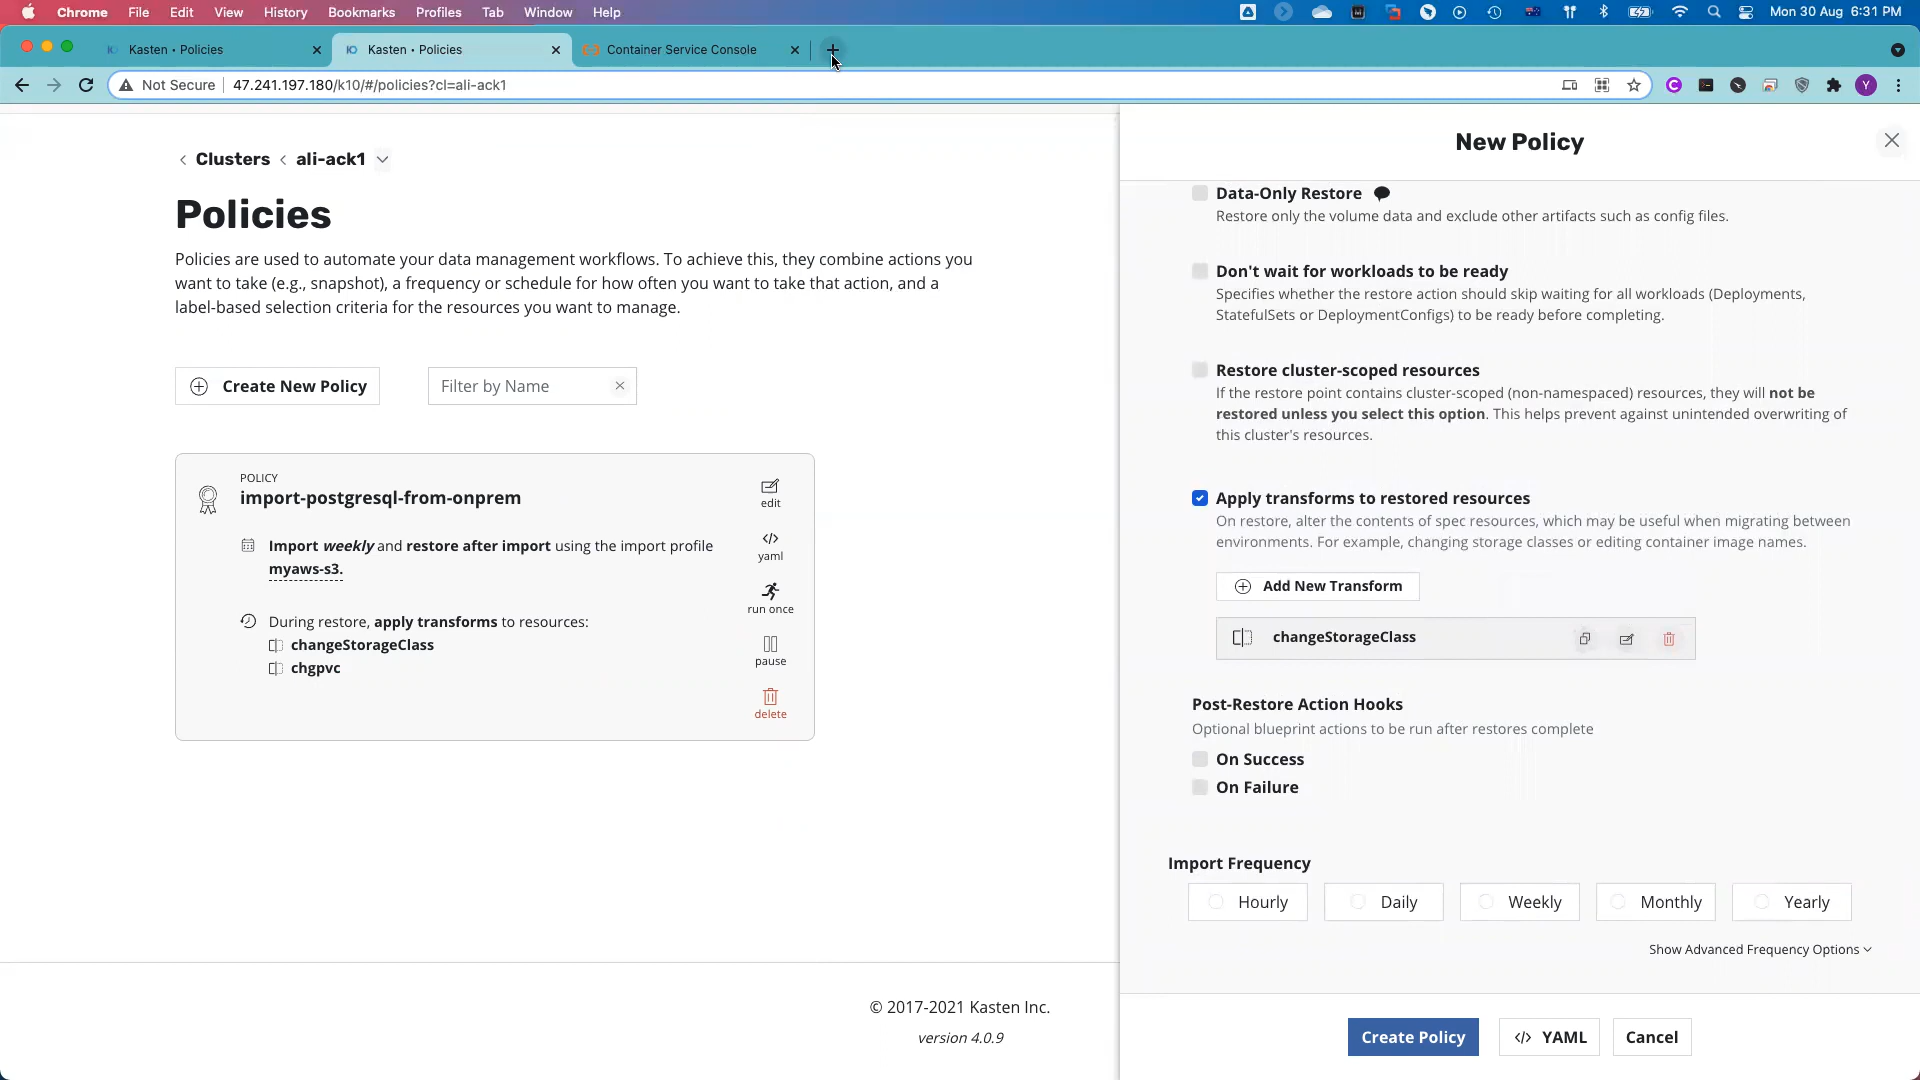 Chrome File Edit View History Bookmarks Profiles Tab Window Help Mon 30 Aug 6:31 PM
Kasten • Policies Kasten • Policies Container Service Console
Not Secure 47.241.197.180/k10/#/policies?cl=ali-ack1
Clusters ali-ack1
Policies
Policies are used to automate your data management workflows. To achieve this, they combine actions you
want to take (e.g., snapshot), a frequency or schedule for how often you want to take that action, and a
label-based selection criteria for the resources you want to manage.
Create New Policy Filter by Name
POLICY
import-postgresql-from-onprem
edit
Import weekly and restore after import using the import profile
myaws-s3.
yaml
run once
During restore, apply transforms to resources:
changeStorageClass
chgpvc
pause
delete
© 2017-2021 Kasten Inc.
version 4.0.9
New Policy
Data-Only Restore
Restore only the volume data and exclude other artifacts such as config files.
Don't wait for workloads to be ready
Specifies whether the restore action should skip waiting for all workloads (Deployments,
StatefulSets or DeploymentConfigs) to be ready before completing.
Restore cluster-scoped resources
If the restore point contains cluster-scoped (non-namespaced) resources, they will not be
restored unless you select this option. This helps prevent against unintended overwriting of
this cluster's resources.
Apply transforms to restored resources
On restore, alter the contents of spec resources, which may be useful when migrating between
environments. For example, changing storage classes or editing container image names.
Add New Transform
changeStorageClass
Post-Restore Action Hooks
Optional blueprint actions to be run after restores complete
On Success
On Failure
Import Frequency
Hourly Daily Weekly Monthly Yearly
Show Advanced Frequency Options
Create Policy </> YAML Cancel